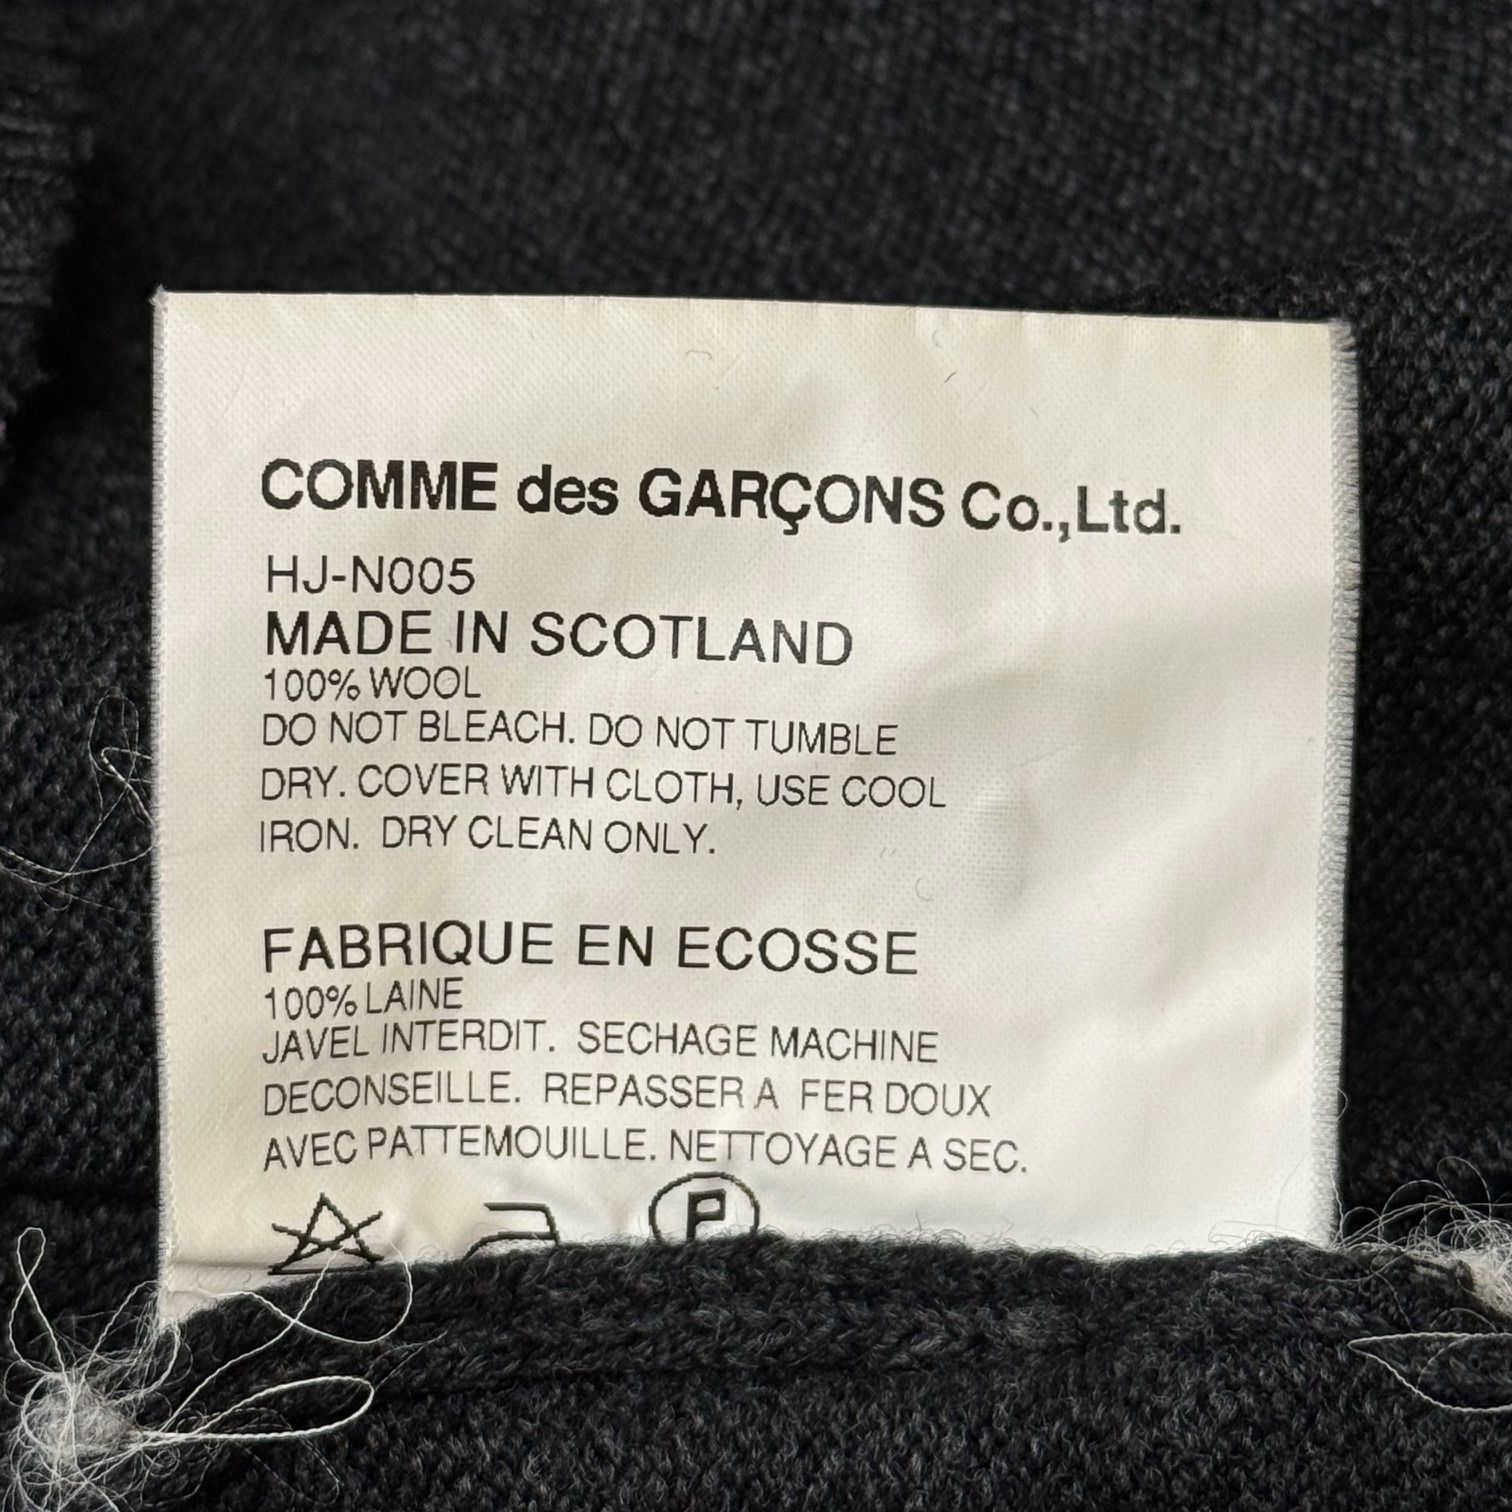 COMME des GARÇONS Co.,Ltd.
HJ-N005
MADE IN SCOTLAND
100% WOOL
DO NOT BLEACH. DO NOT TUMBLE
DRY. COVER WITH CLOTH, USE COOL
IRON. DRY CLEAN ONLY.
FABRIQUE EN ECOSSE
100% LAINE
JAVEL INTERDIT. SECHAGE MACHINE
DECONSEILLE. REPASSER A FER DOUX
AVEC PATTEMOUILLE. NETTOYAGE A SEC.
P